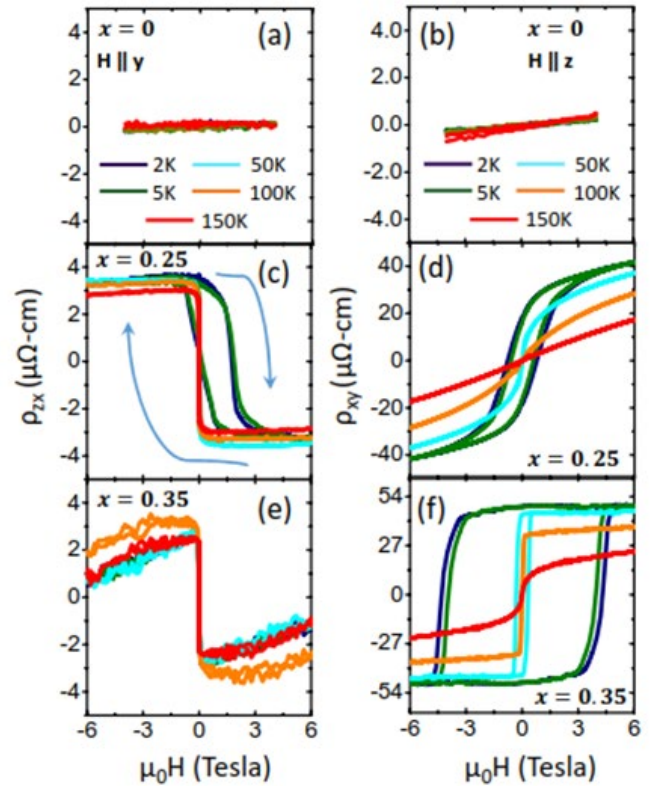 x = 0
(a)
H ∥ y
4
2
0
-2
-4
2K
50K
5K
100K
150K
(b)
x = 0
H ∥ z
4.0
2.0
0.0
-2.0
-4.0
2K
50K
5K
100K
150K
x = 0.25
(c)
4
2
0
-2
-4
(d)
40
20
0
-20
-40
x = 0.25
ρzx (μΩ-cm)
ρxy (μΩ-cm)
x = 0.35
(e)
4
2
0
-2
-4
-6 -3 0 3 6
μ0H (Tesla)
(f)
54
27
0
-27
-54
x = 0.35
-6 -3 0 3 6
μ0H (Tesla)